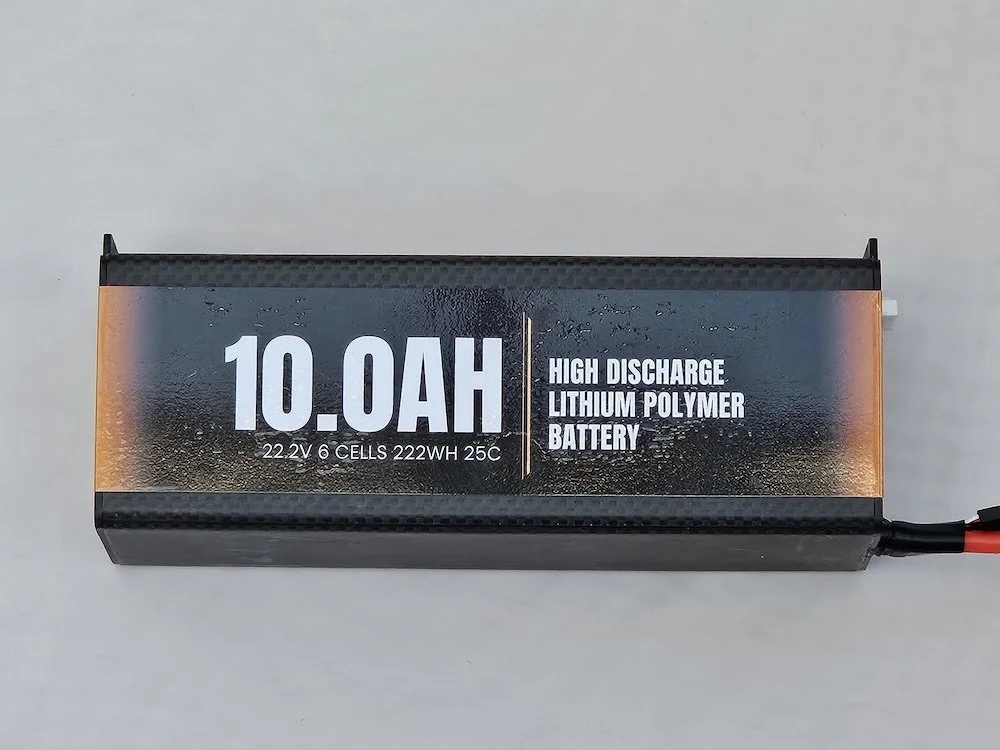 10.0AH
22.2V 6 CELLS 222WH 25C
HIGH DISCHARGE
LITHIUM POLYMER
BATTERY